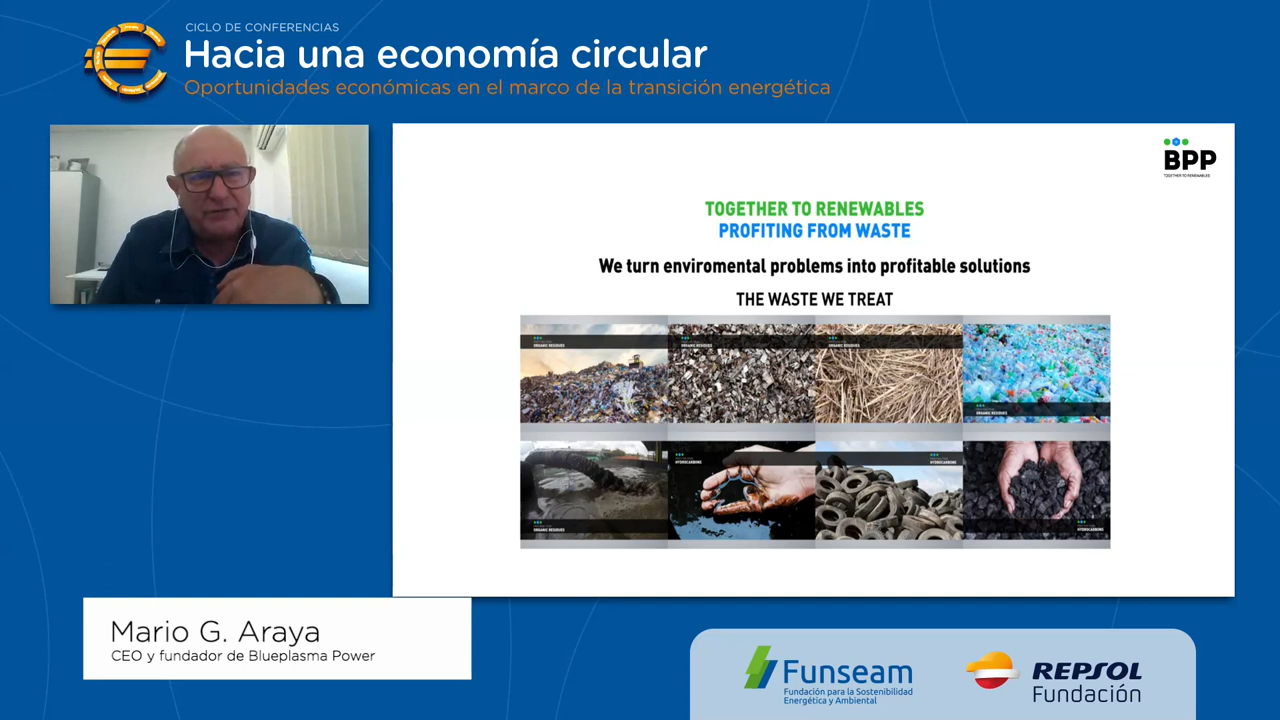 CICLO DE CONFERENCIAS
Hacia una economía circular
Oportunidades económicas en el marco de la transición energética
BPP
TOGETHER TO RENEWABLES
TOGETHER TO RENEWABLES
PROFITING FROM WASTE
We turn enviromental problems into profitable solutions
THE WASTE WE TREAT
ORGANIC RESIDUES
ORGANIC RESIDUES
ORGANIC RESIDUES
ORGANIC RESIDUES
ORGANIC RESIDUES
HYDROCARBONS
HYDROCARBONS
HYDROCARBONS
Mario G. Araya
CEO y fundador de Blueplasma Power
Funseam
Fundación para la Sostenibilidad
Energética y Ambiental
REPSOL
Fundación